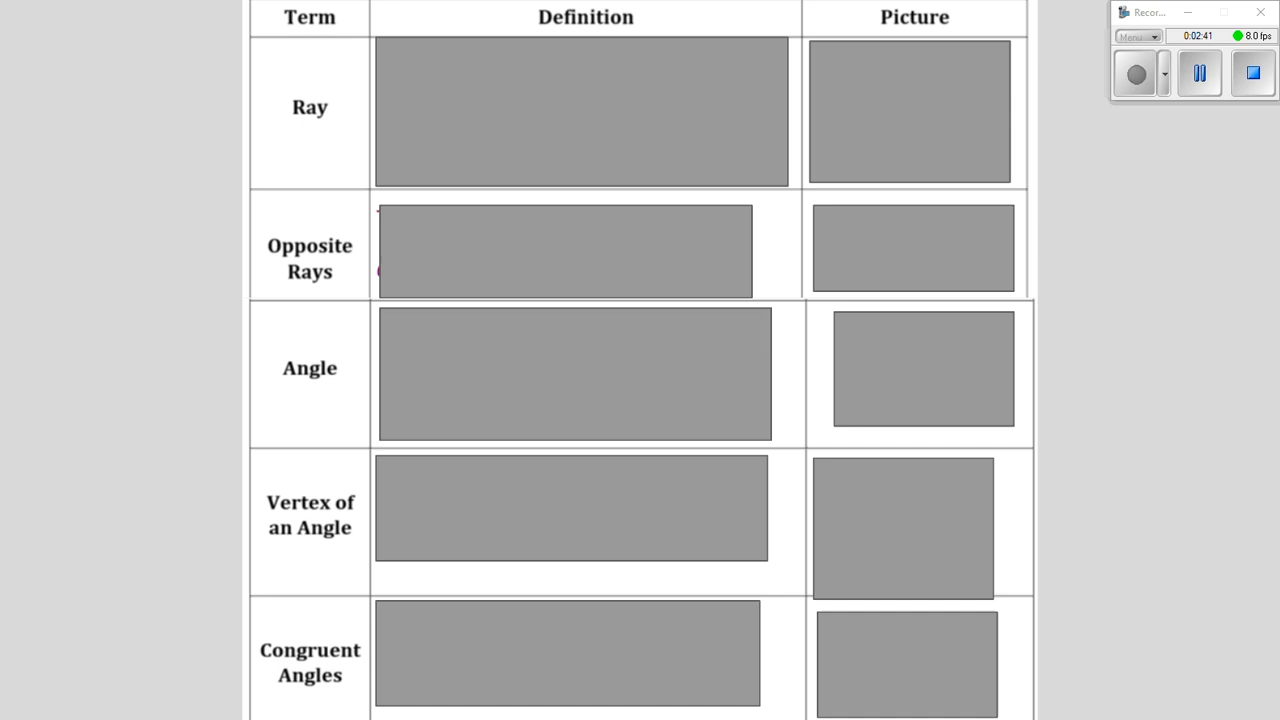 Term Definition Picture
Recor...
Menu 0:02:41 8.0 fps
Ray
Opposite
Rays
Angle
Vertex of
an Angle
Congruent
Angles